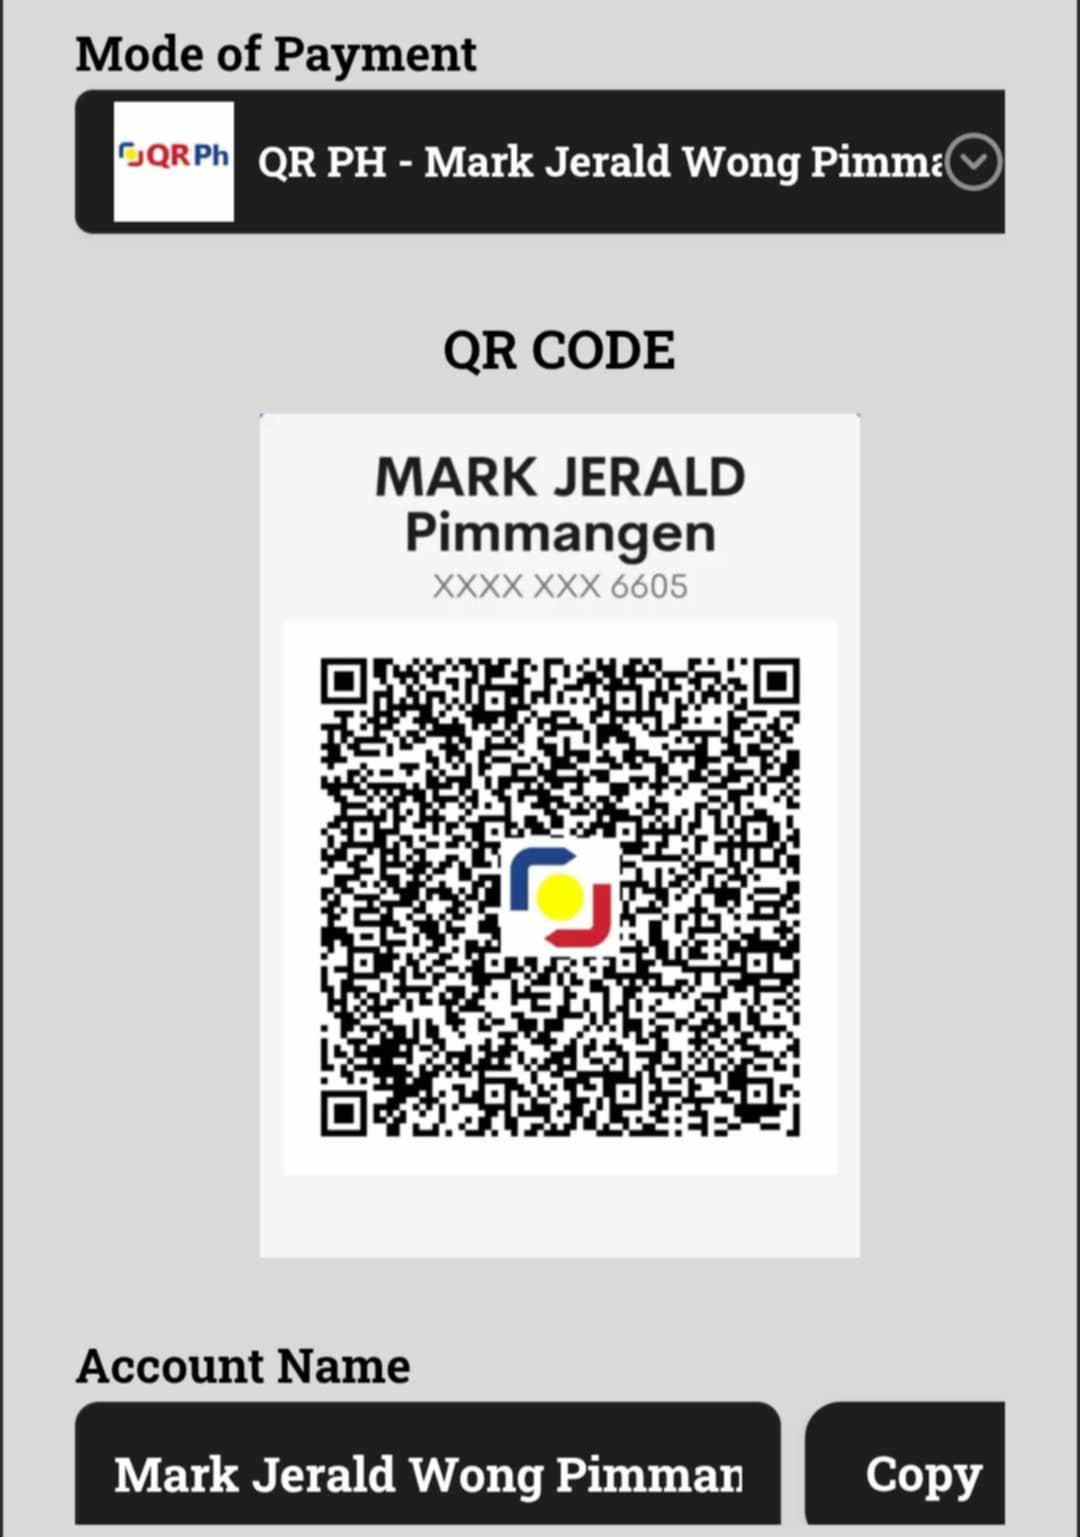 Mode of Payment
QR Ph
QR PH - Mark Jerald Wong Pimma
QR CODE
MARK JERALD
Pimmangen
XXXX XXX 6605
Account Name
Mark Jerald Wong Pimman
Copy